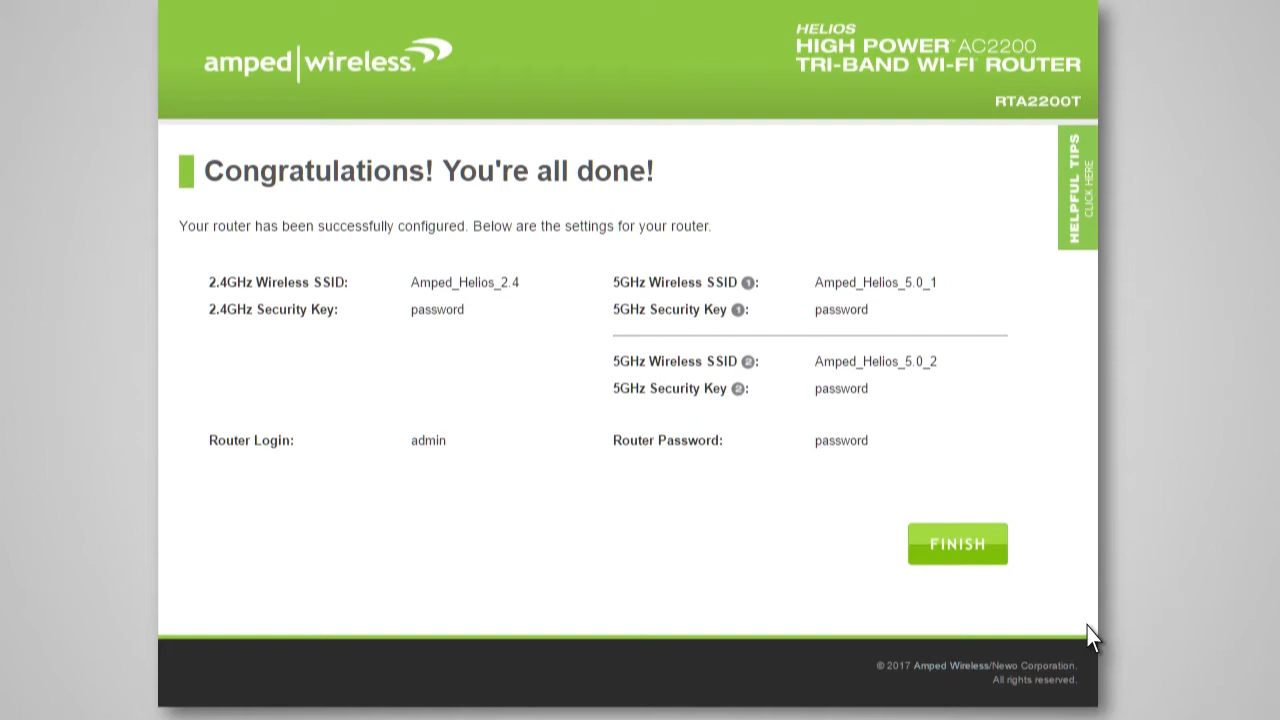 amped|wireless.
HELIOS
HIGH POWER™ AC2200
TRI-BAND WI-FI ROUTER
RTA2200T
HELPFUL TIPS
CLICK HERE
Congratulations! You're all done!
Your router has been successfully configured. Below are the settings for your router.
2.4GHz Wireless SSID: Amped_Helios_2.4 5GHz Wireless SSID 1: Amped_Helios_5.0_1
2.4GHz Security Key: password 5GHz Security Key 1: password
5GHz Wireless SSID 2: Amped_Helios_5.0_2
5GHz Security Key 2: password
Router Login: admin Router Password: password
FINISH
© 2017 Amped Wireless/Newo Corporation.
All rights reserved.